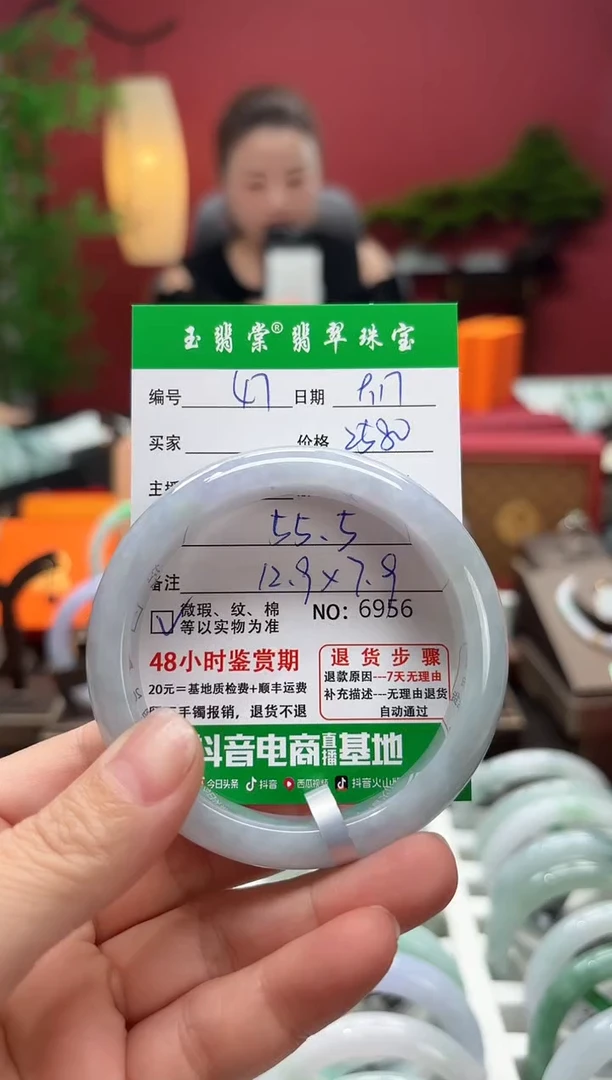 玉翡棠®翡翠珠宝
编号 47 日期 9.17
买家 价格 2580
主播
55.5
备注 12.9×7.9
微瑕、纹、棉
等以实物为准
NO: 6956
48小时鉴赏期
20元=基地质检费+顺丰运费
手镯报销，退货不退
退货步骤
退款原因---7天无理由
补充描述---无理由退货
自动通过
抖音电商直播基地
今日头条 抖音 西瓜视频 抖音火山版